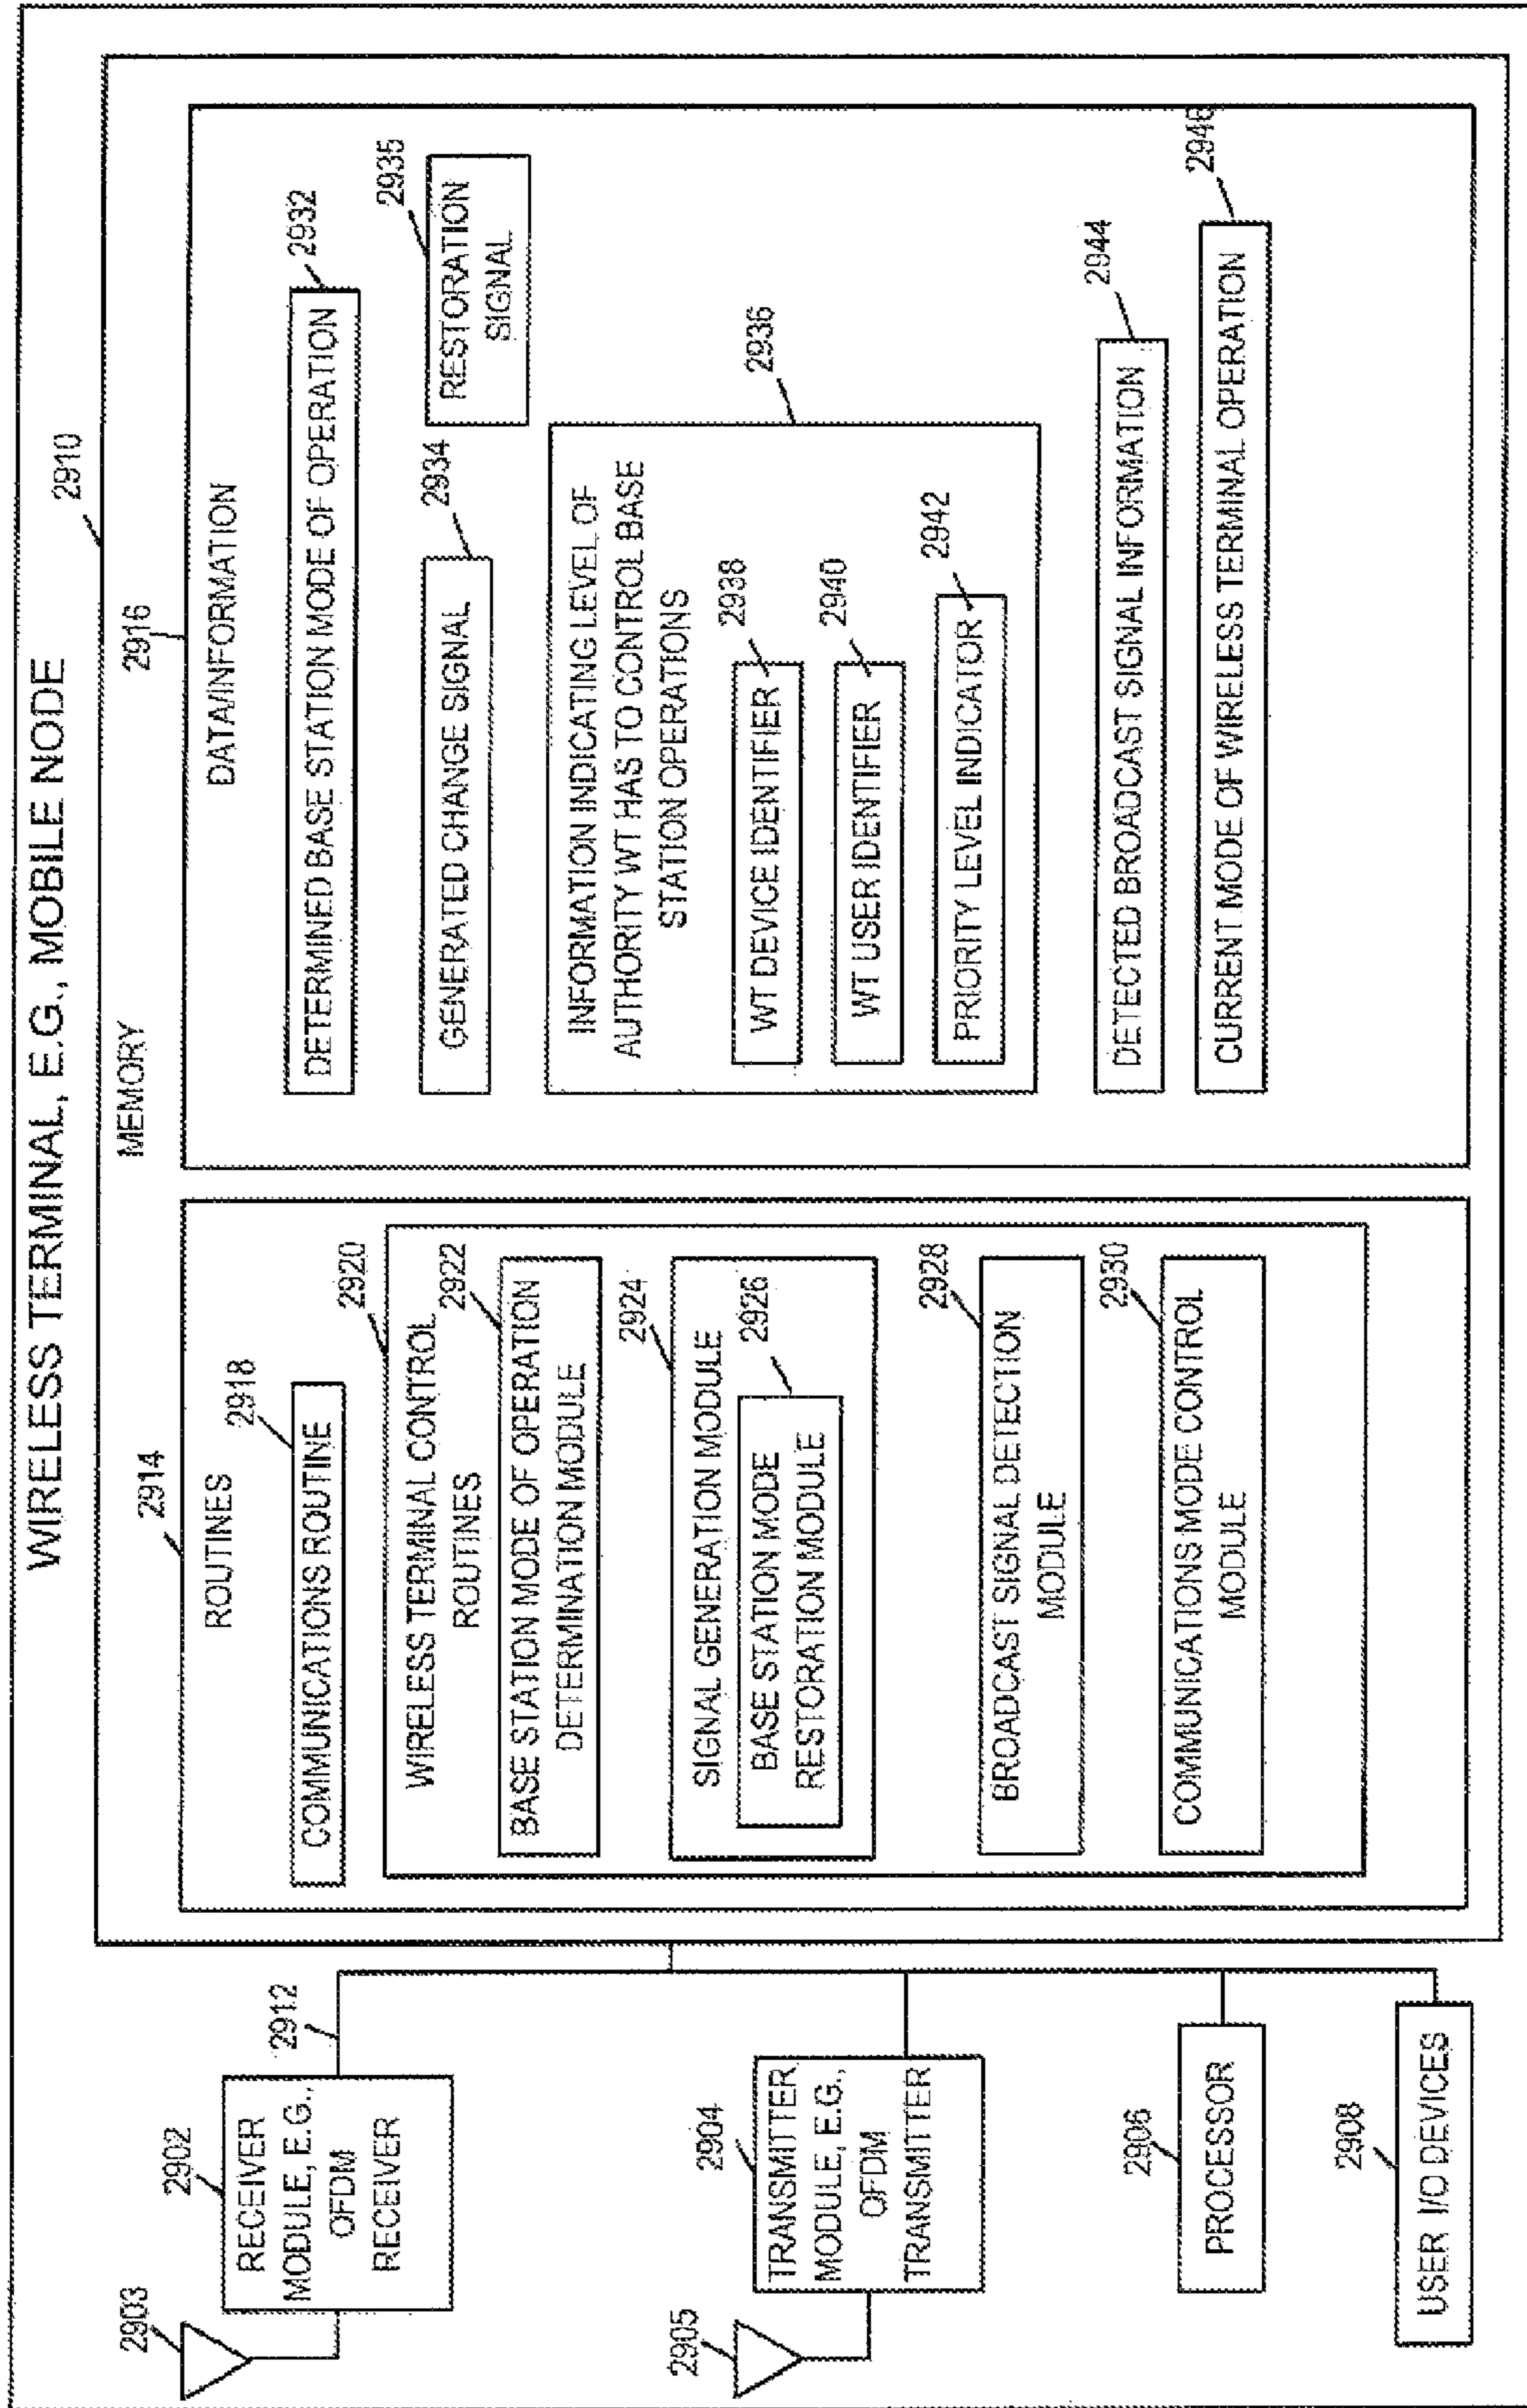 WIRELESS TERMINAL, E.G., MOBILE NODE
2903
2902
RECEIVER
MODULE, E.G.,
OFDM
RECEIVER
2912
2905
2904
TRANSMITTER
MODULE, E.G.,
OFDM
TRANSMITTER
2906
PROCESSOR
2908
USER I/O DEVICES
2910
MEMORY
2914
ROUTINES
2918
COMMUNICATIONS ROUTINE
2920
WIRELESS TERMINAL CONTROL
ROUTINES
2922
BASE STATION MODE OF OPERATION
DETERMINATION MODULE
2924
SIGNAL GENERATION MODULE
2926
BASE STATION MODE
RESTORATION MODULE
2928
BROADCAST SIGNAL DETECTION
MODULE
2930
COMMUNICATIONS MODE CONTROL
MODULE
2916
DATA/INFORMATION
2932
DETERMINED BASE STATION MODE OF OPERATION
2934
GENERATED CHANGE SIGNAL
2935
RESTORATION
SIGNAL
2936
INFORMATION INDICATING LEVEL OF
AUTHORITY WT HAS TO CONTROL BASE
STATION OPERATIONS
2938
WT DEVICE IDENTIFIER
2940
WT USER IDENTIFIER
2942
PRIORITY LEVEL INDICATOR
2944
DETECTED BROADCAST SIGNAL INFORMATION
2946
CURRENT MODE OF WIRELESS TERMINAL OPERATION